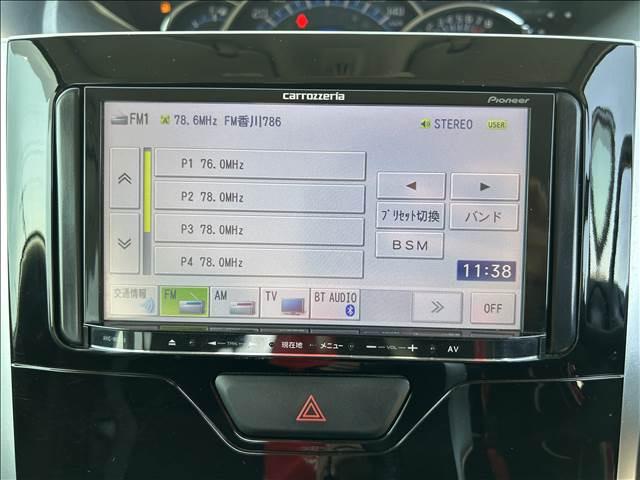 carrozzeria
Pioneer
FM1 78.6MHz FM香川786 STEREO USER
P1 76.0MHz
P2 78.0MHz
P3 78.0MHz
P4 78.0MHz
プリセット切換 バンド
BSM
11:38
交通情報 FM AM TV BT AUDIO OFF
TRK 現在地 メニュー − VOL + AV